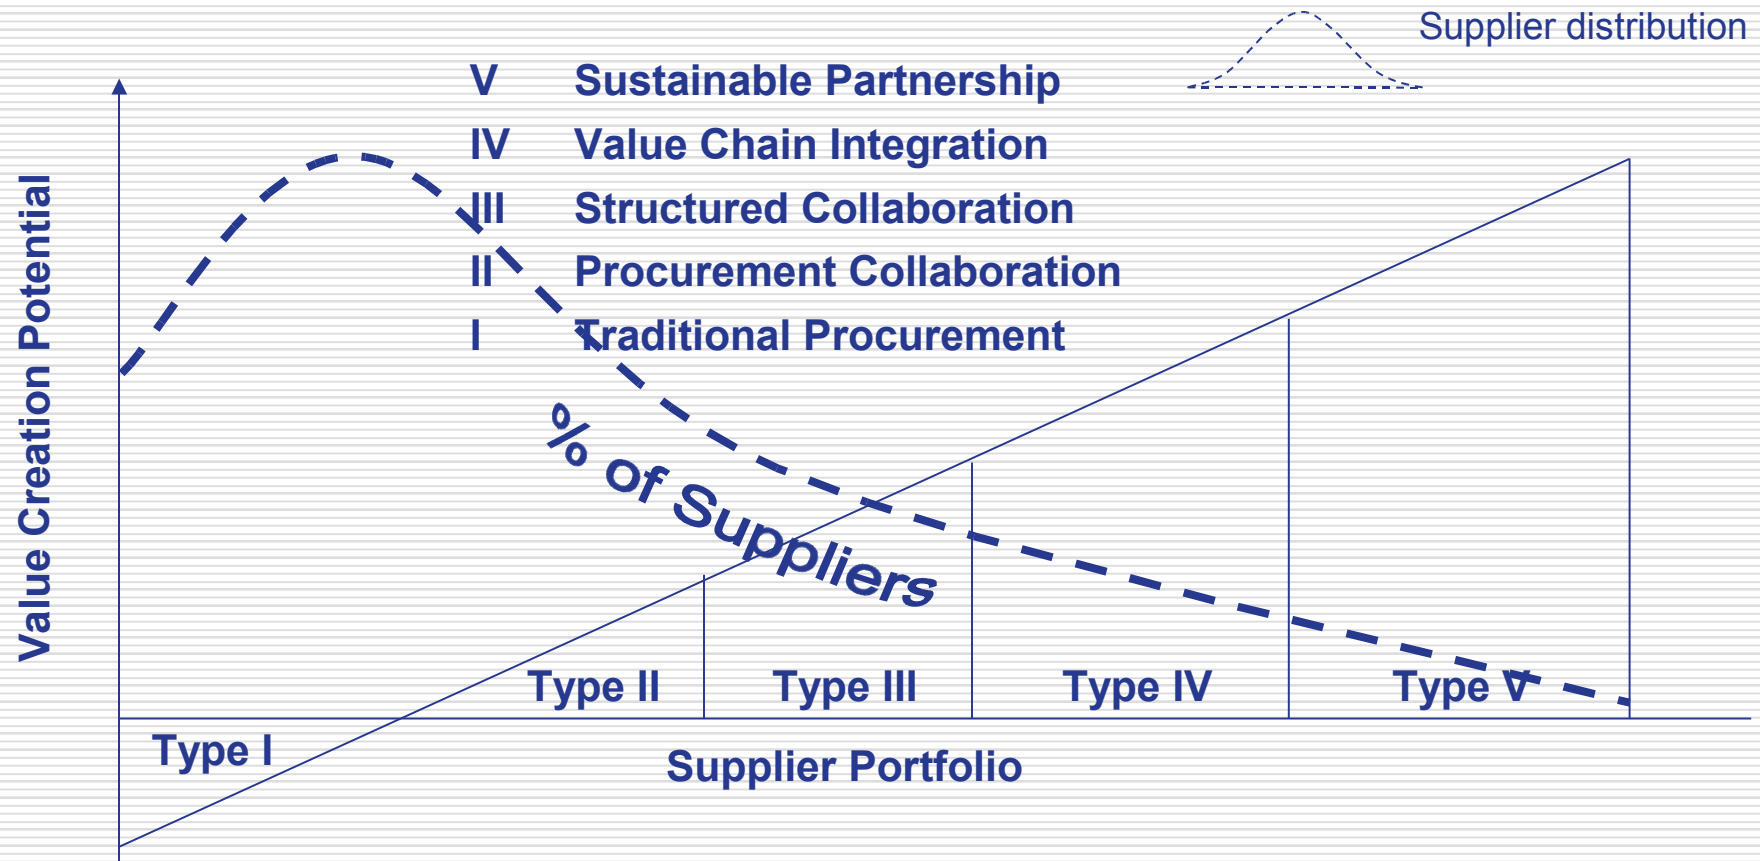 Supplier distribution
V Sustainable Partnership
IV Value Chain Integration
III Structured Collaboration
II Procurement Collaboration
I Traditional Procurement
Value Creation Potential
% of Suppliers
Type II Type III Type IV Type V
Type I
Supplier Portfolio